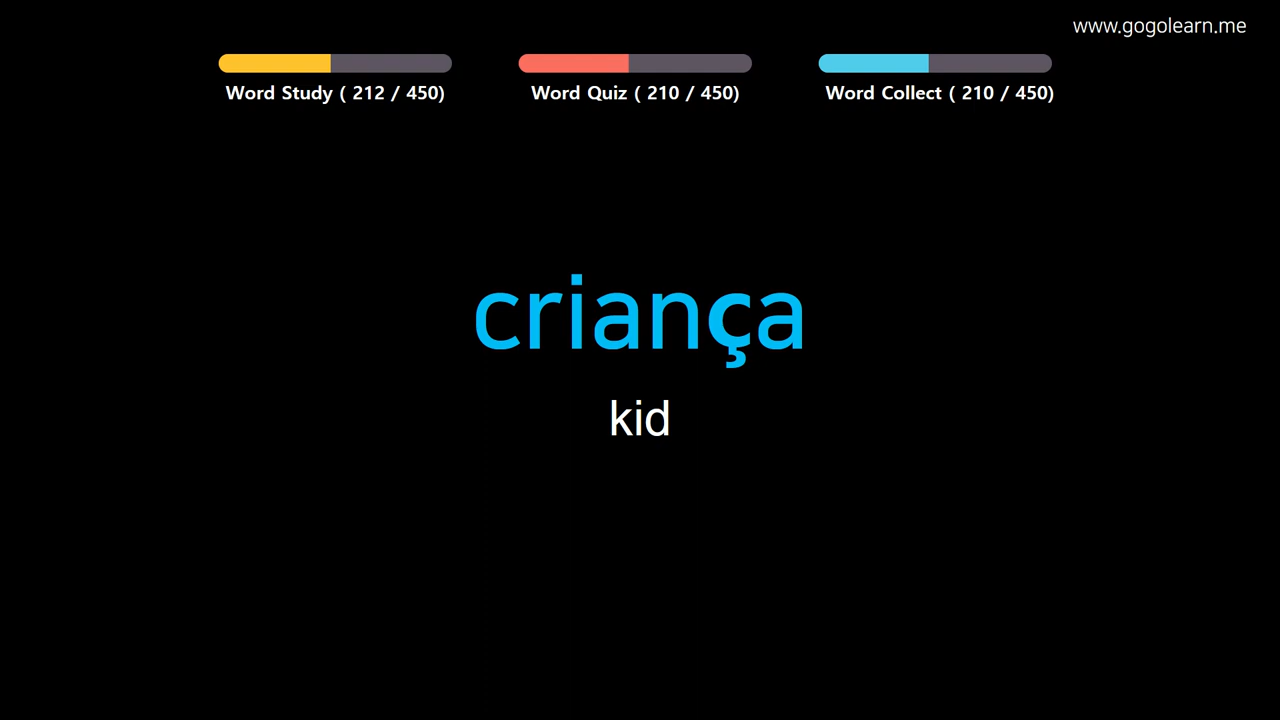 www.gogolearn.me
Word Study ( 212 / 450)
Word Quiz ( 210 / 450)
Word Collect ( 210 / 450)
criança
kid